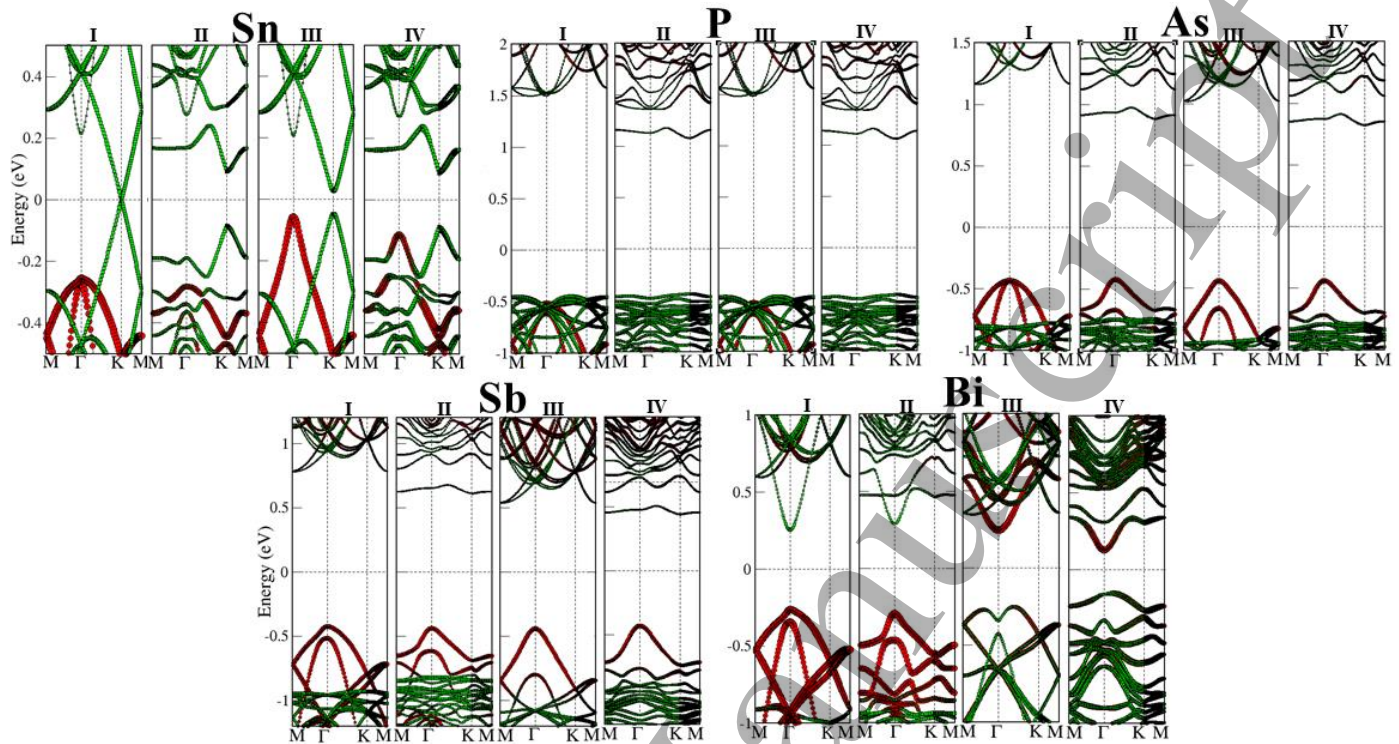 Sn P As
I II III IV I II III IV I II III IV
0.4 2 1.5
0.2 1.5 1
0 1 0.5
-0.2 0.5 0
-0.4 0 -0.5
-0.5 -1
-1
Energy (eV)
M Γ K M Γ K M Γ K M Γ K M M Γ K M Γ K M Γ K M Γ K M M Γ K M Γ K M Γ K M Γ K M
Sb Bi
I II III IV I II III IV
1 1
0.5 0.5
0 0
-0.5 -0.5
-1 -1
Energy (eV)
M Γ K M Γ K M Γ K M Γ K M M Γ K M Γ K M Γ K M Γ K M